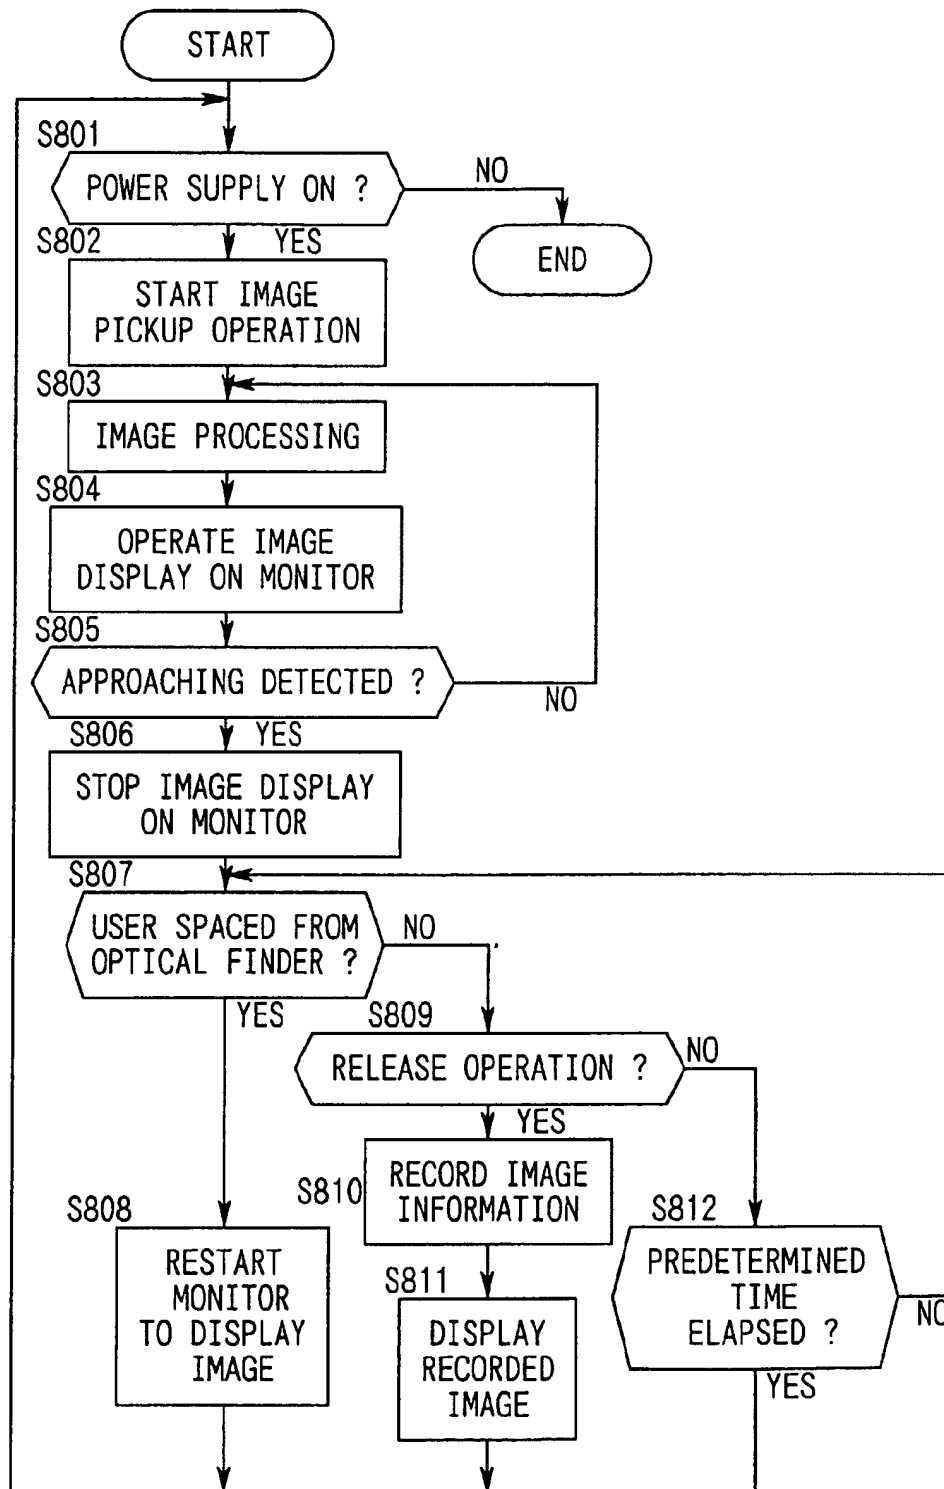 START
S801
POWER SUPPLY ON ?
NO
END
S802
YES
START IMAGE
PICKUP OPERATION
S803
IMAGE PROCESSING
S804
OPERATE IMAGE
DISPLAY ON MONITOR
S805
APPROACHING DETECTED ?
NO
S806
YES
STOP IMAGE DISPLAY
ON MONITOR
S807
USER SPACED FROM
OPTICAL FINDER ?
NO
YES
S809
RELEASE OPERATION ?
NO
YES
S810
RECORD IMAGE
INFORMATION
S808
RESTART
MONITOR
TO DISPLAY
IMAGE
S811
DISPLAY
RECORDED
IMAGE
S812
PREDETERMINED
TIME
ELAPSED ?
NO
YES